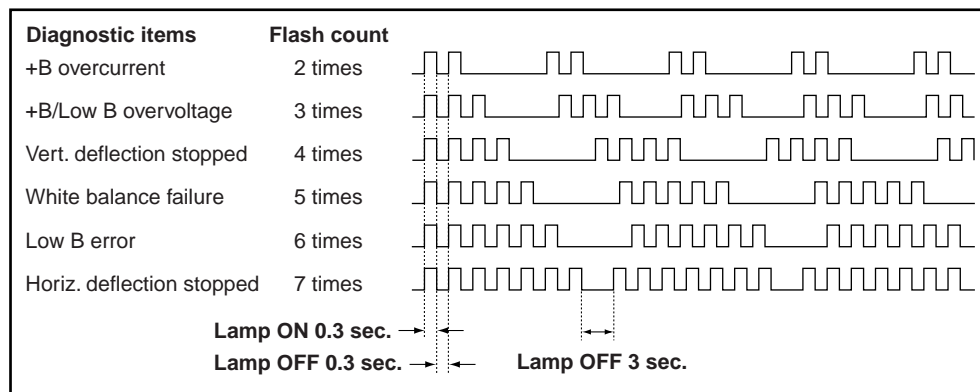 Diagnostic items Flash count
+B overcurrent 2 times
+B/Low B overvoltage 3 times
Vert. deflection stopped 4 times
White balance failure 5 times
Low B error 6 times
Horiz. deflection stopped 7 times
Lamp ON 0.3 sec.
Lamp OFF 0.3 sec. Lamp OFF 3 sec.